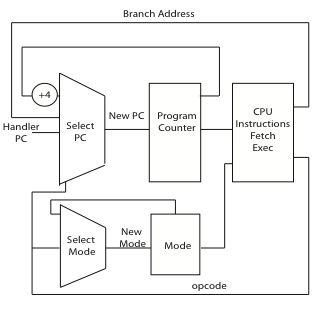 Branch Address
+4
Handler
PC
Select
PC
New PC
Program
Counter
CPU
Instructions
Fetch
Exec
Select
Mode
New
Mode
Mode
opcode